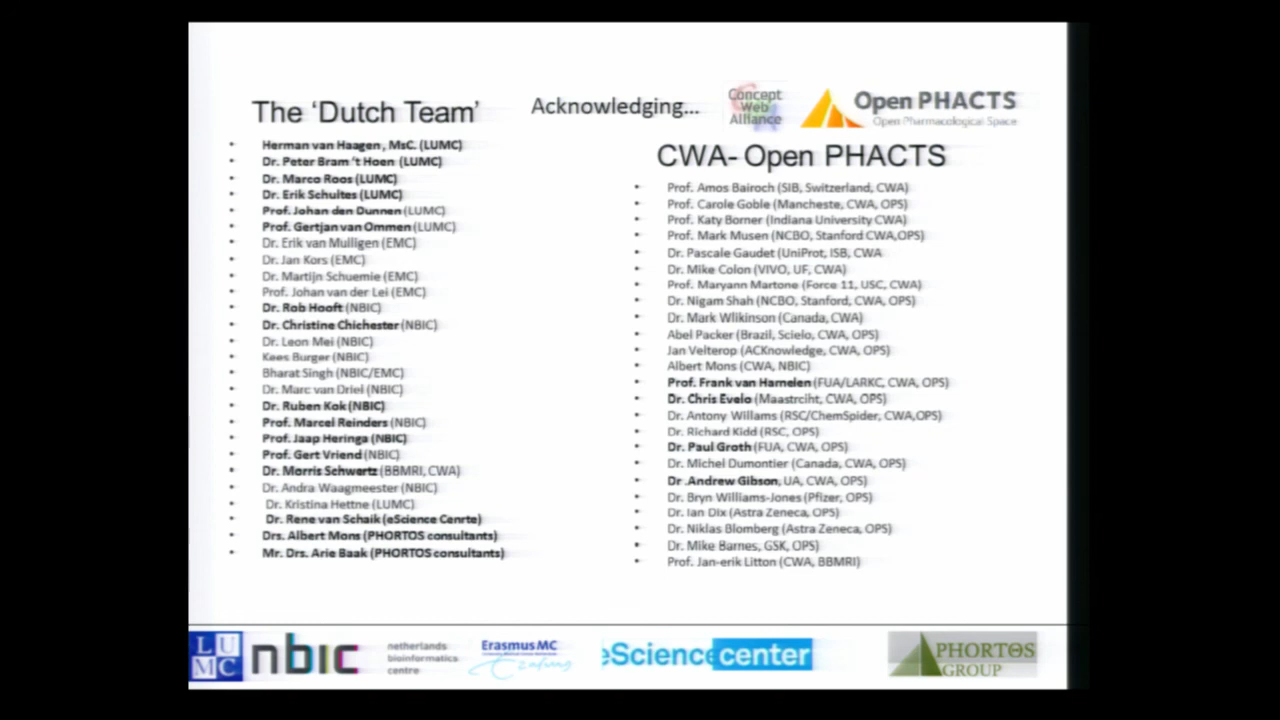 Acknowledging...
Concept
Web
Alliance
Open PHACTS
Open Pharmacological Space
The ‘Dutch Team’
Herman van Haagen , MsC. (LUMC)
Dr. Peter Bram ‘t Hoen (LUMC)
Dr. Marco Roos (LUMC)
Dr. Erik Schultes (LUMC)
Prof. Johan den Dunnen (LUMC)
Prof. Gertjan van Ommen (LUMC)
Dr. Erik van Mulligen (EMC)
Dr. Jan Kors (EMC)
Dr. Martijn Schuemie (EMC)
Prof. Johan van der Lei (EMC)
Dr. Rob Hooft (NBIC)
Dr. Christine Chichester (NBIC)
Dr. Leon Mei (NBIC)
Kees Burger (NBIC)
Bharat Singh (NBIC/EMC)
Dr. Marc van Driel (NBIC)
Dr. Ruben Kok (NBIC)
Prof. Marcel Reinders (NBIC)
Prof. Jaap Heringa (NBIC)
Prof. Gert Vriend (NBIC)
Dr. Morris Schwertz (BBMRI, CWA)
Dr. Andra Waagmeester (NBIC)
Dr. Kristina Hettne (LUMC)
Dr. Rene van Schaik (eScience Cenrte)
Drs. Albert Mons (PHORTOS consultants)
Mr. Drs. Arie Baak (PHORTOS consultants)
CWA- Open PHACTS
Prof. Amos Bairoch (SIB, Switzerland, CWA)
Prof. Carole Goble (Mancheste, CWA, OPS)
Prof. Katy Borner (Indiana University CWA)
Prof. Mark Musen (NCBO, Stanford CWA,OPS)
Dr. Pascale Gaudet (UniProt, ISB, CWA
Dr. Mike Colon (VIVO, UF, CWA)
Prof. Maryann Martone (Force 11, USC, CWA)
Dr. Nigam Shah (NCBO, Stanford, CWA, OPS)
Dr. Mark Wlikinson (Canada, CWA)
Abel Packer (Brazil, Scielo, CWA, OPS)
Jan Velterop (ACKnowledge, CWA, OPS)
Albert Mons (CWA, NBIC)
Prof. Frank van Hamelen (FUA/LARKC, CWA, OPS)
Dr. Chris Evelo (Maastrciht, CWA, OPS)
Dr. Antony Willams (RSC/ChemSpider, CWA,OPS)
Dr. Richard Kidd (RSC, OPS)
Dr. Paul Groth (FUA, CWA, OPS)
Dr. Michel Dumontier (Canada, CWA, OPS)
Dr .Andrew Gibson, UA, CWA, OPS)
Dr. Bryn Williams-Jones (Pfizer, OPS)
Dr. Ian Dix (Astra Zeneca, OPS)
Dr. Niklas Blomberg (Astra Zeneca, OPS)
Dr. Mike Barnes, GSK, OPS)
Prof. Jan-erik Litton (CWA, BBMRI)
LU
MC
nbic
netherlands
bioinformatics
centre
Erasmus MC
Erasmus
eScience center
PHORTOS
GROUP